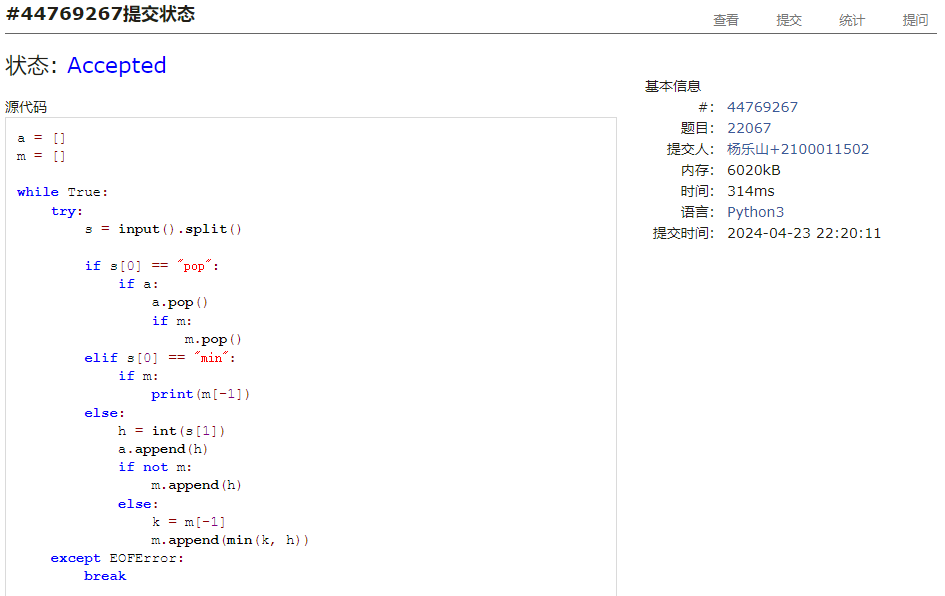 #44769267提交状态
查看 提交 统计 提问
状态: Accepted
源代码
a = []
m = []
while True:
    try:
        s = input().split()
        if s[0] == "pop":
            if a:
                a.pop()
                if m:
                    m.pop()
        elif s[0] == "min":
            if m:
                print(m[-1])
        else:
            h = int(s[1])
            a.append(h)
            if not m:
                m.append(h)
            else:
                k = m[-1]
                m.append(min(k, h))
    except EOFError:
        break
基本信息
#: 44769267
题目: 22067
提交人: 杨乐山+2100011502
内存: 6020kB
时间: 314ms
语言: Python3
提交时间: 2024-04-23 22:20:11